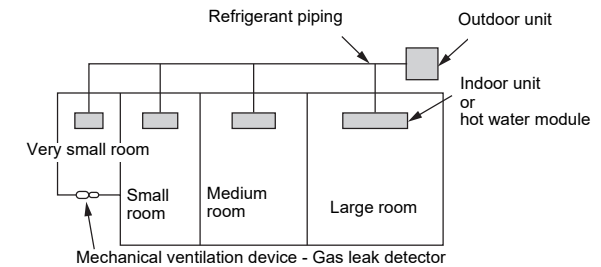 Refrigerant piping
Outdoor unit
Indoor unit
or
hot water module
Very small room
Small
room
Medium
room
Large room
Mechanical ventilation device - Gas leak detector